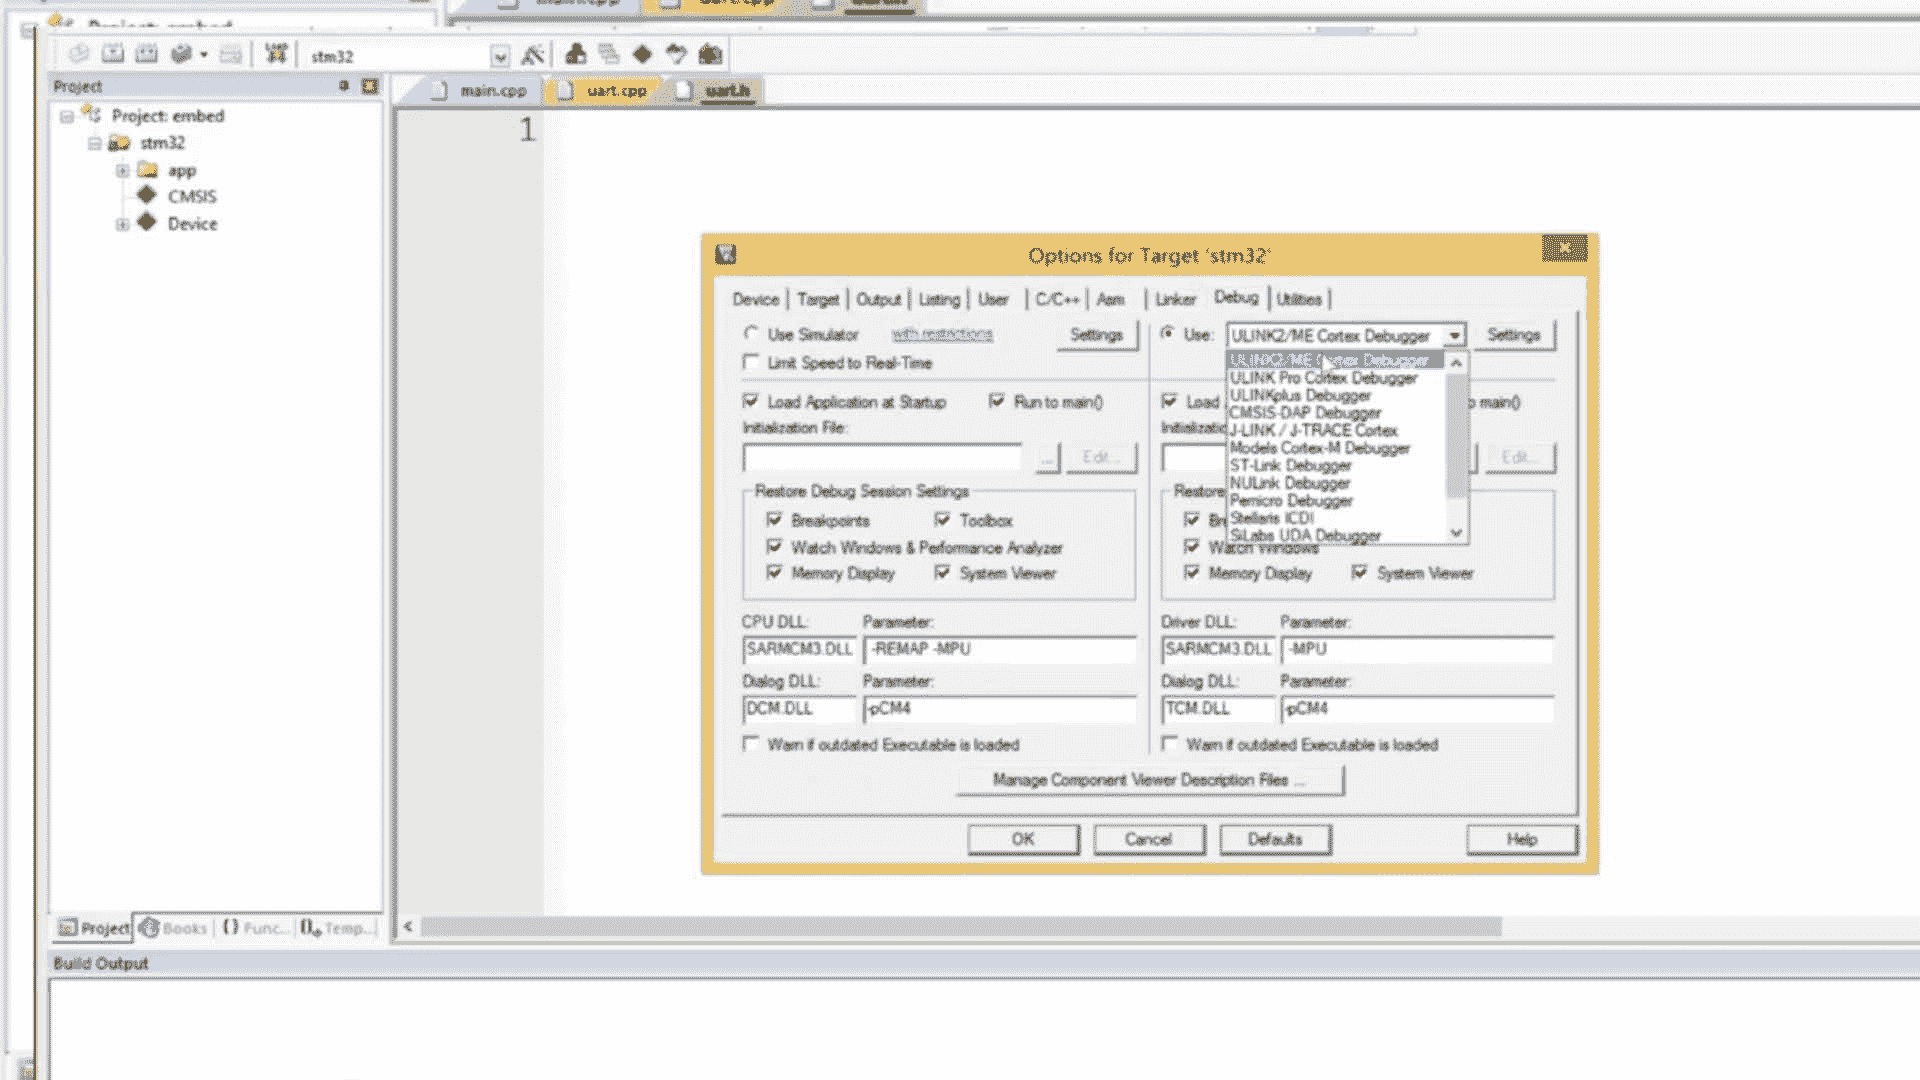 Project: embed
stm32
Project
main.cpp
uart.cpp
uart.h
Project: embed
stm32
app
CMSIS
Device
1
Options for Target 'stm32'
Device
Target
Output
Listing
User
C/C++
Asm
Linker
Debug
Utilities
Use Simulator
with restrictions
Settings
Use:
ULINK2/ME Cortex Debugger
Settings
Limit Speed to Real-Time
ULINK2/ME Cortex Debugger
ULINK Pro Cortex Debugger
ULINKplus Debugger
CMSIS-DAP Debugger
J-LINK / J-TRACE Cortex
Models Cortex-M Debugger
ST-Link Debugger
NULink Debugger
Pemicro Debugger
Stellaris ICDI
SiLabs UDA Debugger
Load Application at Startup
Run to main()
Load
o main()
Initialization File:
Initializatio
...
Edit...
Edit...
Restore Debug Session Settings
Restore
Breakpoints
Toolbox
Bre
Watch Windows & Performance Analyzer
Watch Windows
Memory Display
System Viewer
Memory Display
System Viewer
CPU DLL:
Parameter:
Driver DLL:
Parameter:
SARMCM3.DLL
-REMAP -MPU
SARMCM3.DLL
-MPU
Dialog DLL:
Parameter:
Dialog DLL:
Parameter:
DCM.DLL
-pCM4
TCM.DLL
-pCM4
Warn if outdated Executable is loaded
Warn if outdated Executable is loaded
Manage Component Viewer Description Files ...
OK
Cancel
Defaults
Help
Project
Books
{} Func...
Temp...
Build Output